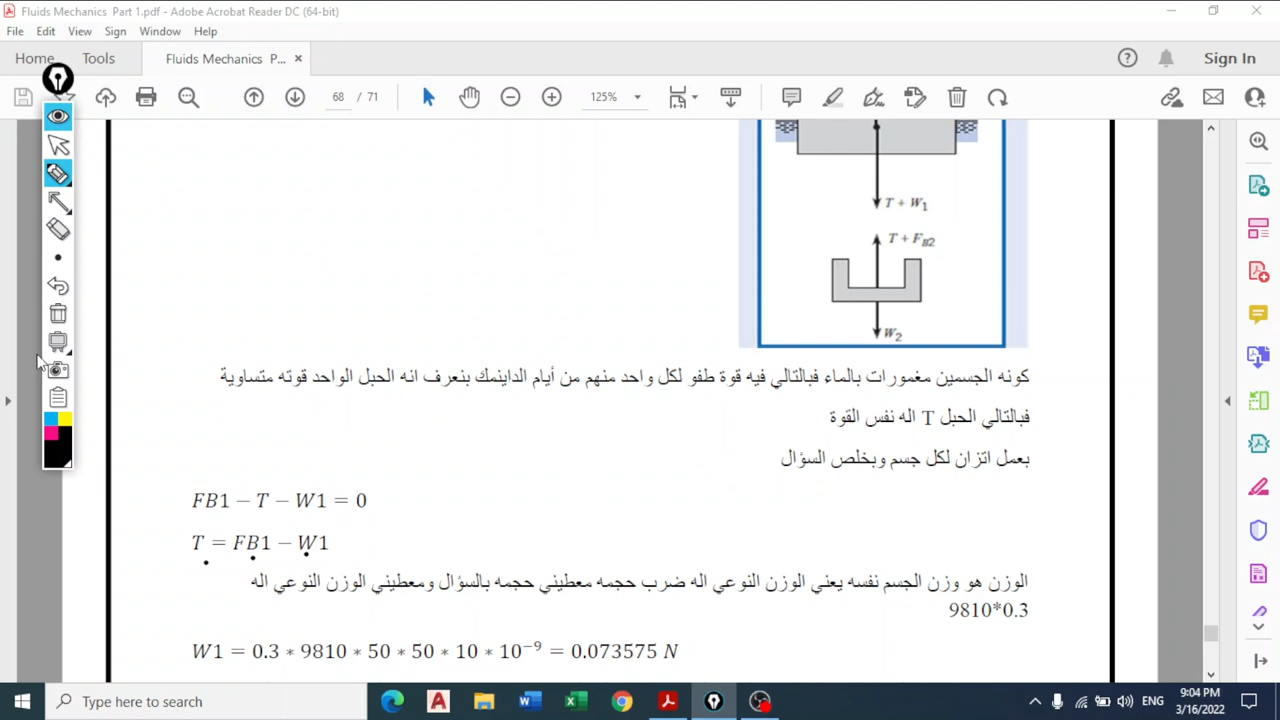 Fluids Mechanics Part 1.pdf - Adobe Acrobat Reader DC (64-bit)
File Edit View Sign Window Help
Home Tools Fluids Mechanics P... × Sign In
68 / 71 125%
T + W1
T + FB2
W2
كونه الجسمين مغمورات بالماء فبالتالي فيه قوة طفو لكل واحد منهم من أيام الداينمك بنعرف انه الحبل الواحد قوته متساوية
فبالتالي الحبل T اله نفس القوة
بعمل اتزان لكل جسم وبخلص السؤال
FB1 − T − W1 = 0
T = FB1 − W1
الوزن هو وزن الجسم نفسه يعني الوزن النوعي اله ضرب حجمه معطيني حجمه بالسؤال ومعطيني الوزن النوعي اله
9810*0.3
W1 = 0.3 * 9810 * 50 * 50 * 10 * 10⁻⁹ = 0.073575 N
Type here to search
ENG
9:04 PM
3/16/2022